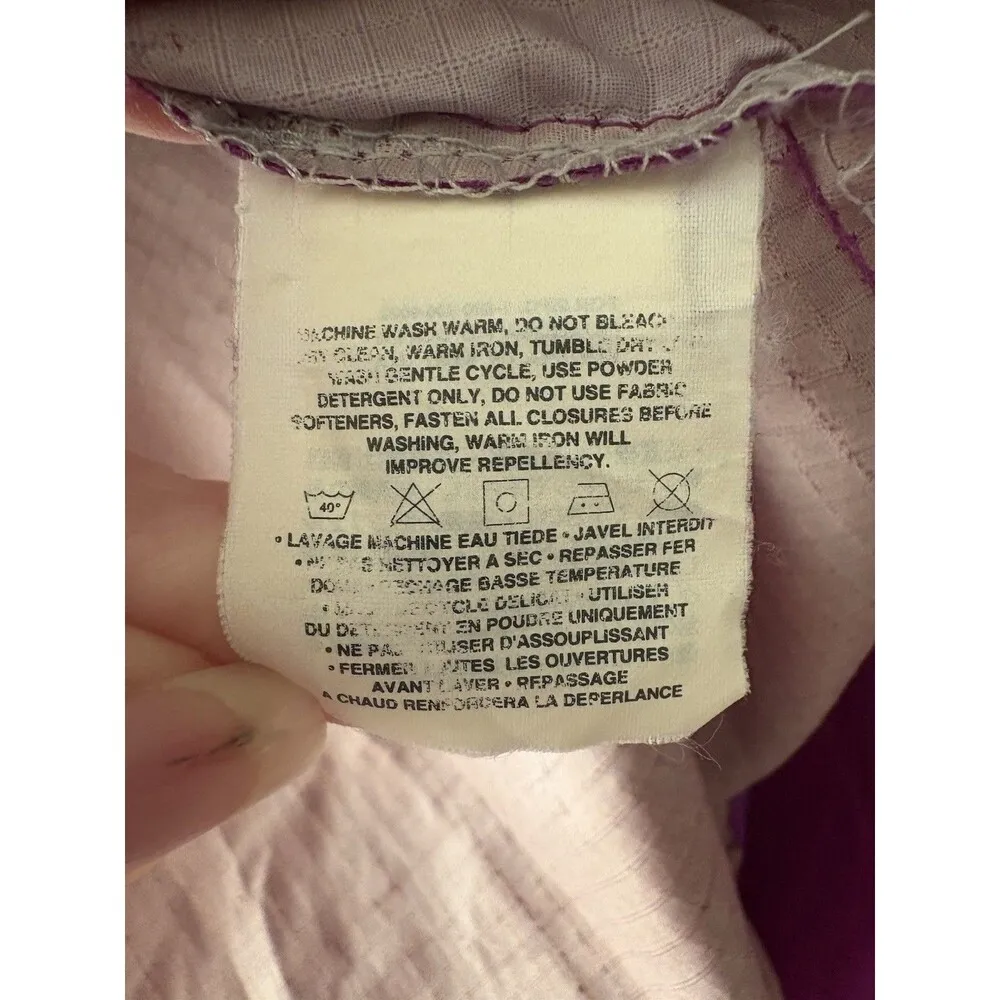 MACHINE WASH WARM, DO NOT BLEACH
DRY CLEAN, WARM IRON, TUMBLE DRY
WASH GENTLE CYCLE, USE POWDER
DETERGENT ONLY, DO NOT USE FABRIC
SOFTENERS, FASTEN ALL CLOSURES BEFORE
WASHING, WARM IRON WILL
IMPROVE REPELLENCY.
40°
• LAVAGE MACHINE EAU TIEDE • JAVEL INTERDIT
• NETTOYER A SEC • REPASSER FER
SECHAGE BASSE TEMPERATURE
• CYCLE DELICAT • UTILISER
DU DETERGENT EN POUDRE UNIQUEMENT
• NE PAS UTILISER D'ASSOUPLISSANT
• FERMER TOUTES LES OUVERTURES
AVANT LAVER • REPASSAGE
A CHAUD RENFORCERA LA DEPERLANCE